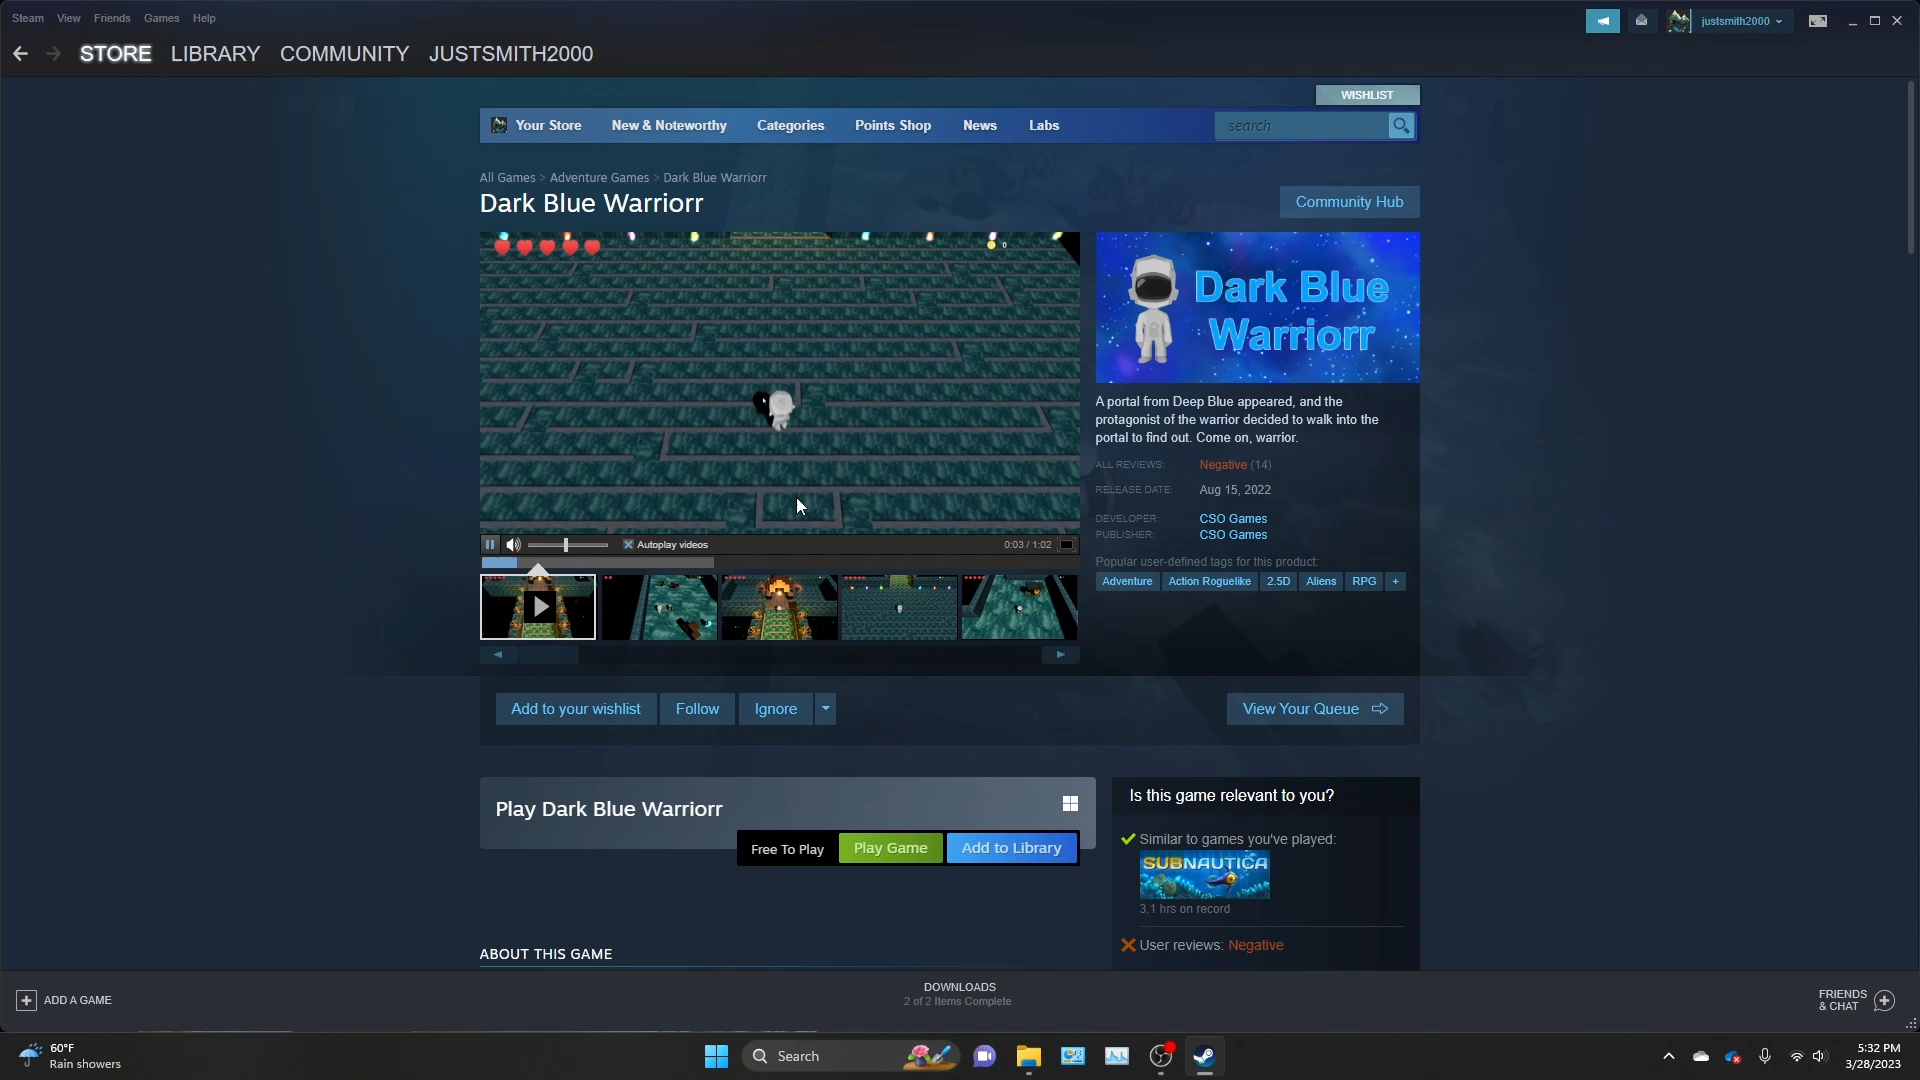 Steam View Friends Games Help
justsmith2000
STORE LIBRARY COMMUNITY JUSTSMITH2000
WISHLIST
Your Store New & Noteworthy Categories Points Shop News Labs search
All Games > Adventure Games > Dark Blue Warriorr
Dark Blue Warriorr
Community Hub
0
Dark Blue
Warriorr
A portal from Deep Blue appeared, and the
protagonist of the warrior decided to walk into the
portal to find out. Come on, warrior.
ALL REVIEWS: Negative (14)
RELEASE DATE: Aug 15, 2022
DEVELOPER: CSO Games
PUBLISHER: CSO Games
Autoplay videos 0:03 / 1:02
Popular user-defined tags for this product:
Adventure Action Roguelike 2.5D Aliens RPG +
Add to your wishlist Follow Ignore View Your Queue
Play Dark Blue Warriorr
Free To Play Play Game Add to Library
Is this game relevant to you?
Similar to games you've played:
SUBNAUTICA
3.1 hrs on record
User reviews: Negative
ABOUT THIS GAME
ADD A GAME
DOWNLOADS
2 of 2 Items Complete
FRIENDS
& CHAT
60°F
Rain showers
Search
5:32 PM
3/28/2023